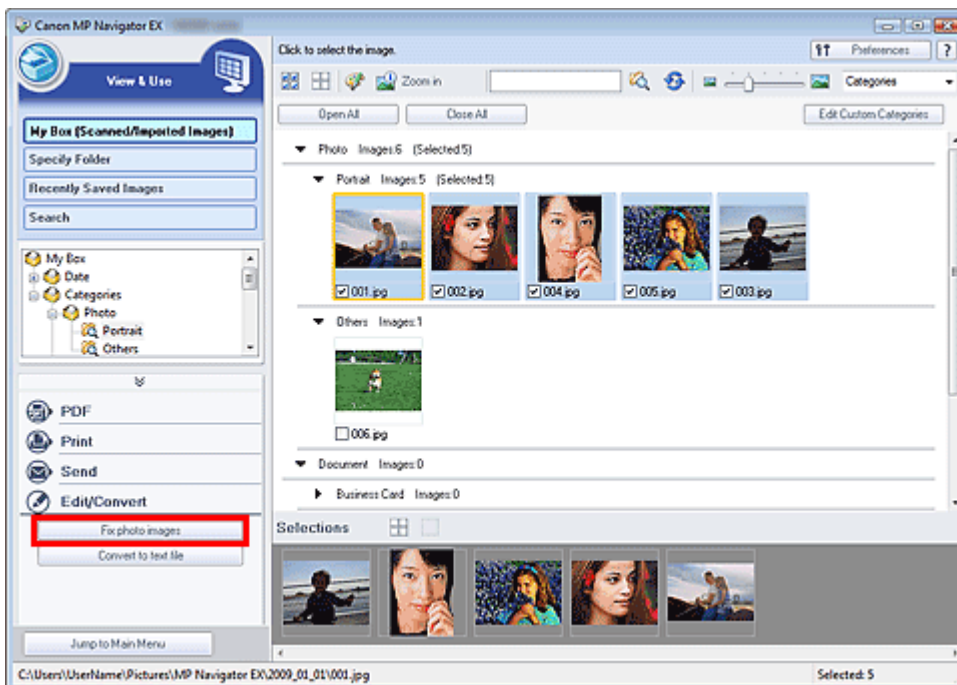 Canon MP Navigator EX
View & Use
My Box (Scanned/Imported Images)
Specify Folder
Recently Saved Images
Search
My Box
Date
Categories
Photo
Portrait
Others
PDF
Print
Send
Edit/Convert
Fix photo images
Convert to text file
Jump to Main Menu
Click to select the image.
Preferences
?
Zoom in
Categories
Open All
Close All
Edit Custom Categories
Photo Images:6 (Selected:5)
Portrait Images:5 (Selected:5)
001.jpg
002.jpg
004.jpg
005.jpg
003.jpg
Others Images:1
006.jpg
Document Images:0
Business Card Images:0
Selections
C:\Users\UserName\Pictures\MP Navigator EX\2009_01_01\001.jpg
Selected: 5